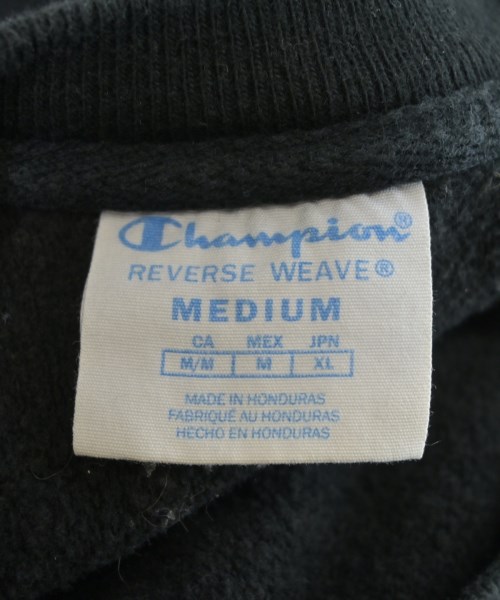 Champion®
REVERSE WEAVE®
MEDIUM
CA MEX JPN
M/M M XL
MADE IN HONDURAS
FABRIQUÉ AU HONDURAS
HECHO EN HONDURAS